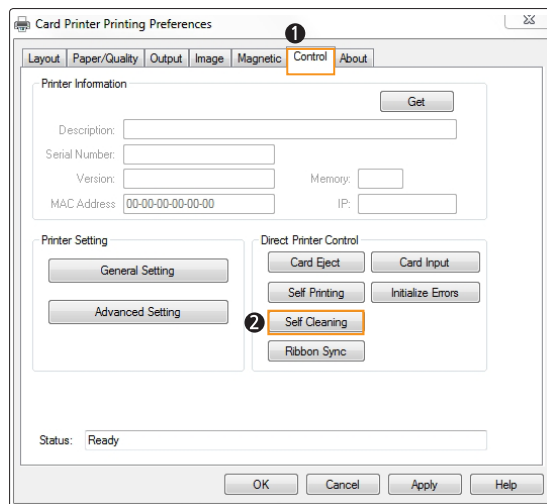 Card Printer Printing Preferences
1
Layout Paper/Quality Output Image Magnetic Control About
Printer Information
Get
Description:
Serial Number:
Version: Memory:
MAC Address 00-00-00-00-00-00 IP:
Printer Setting Direct Printer Control
General Setting Card Eject Card Input
Advanced Setting Self Printing Initialize Errors
2 Self Cleaning
Ribbon Sync
Status: Ready
OK Cancel Apply Help